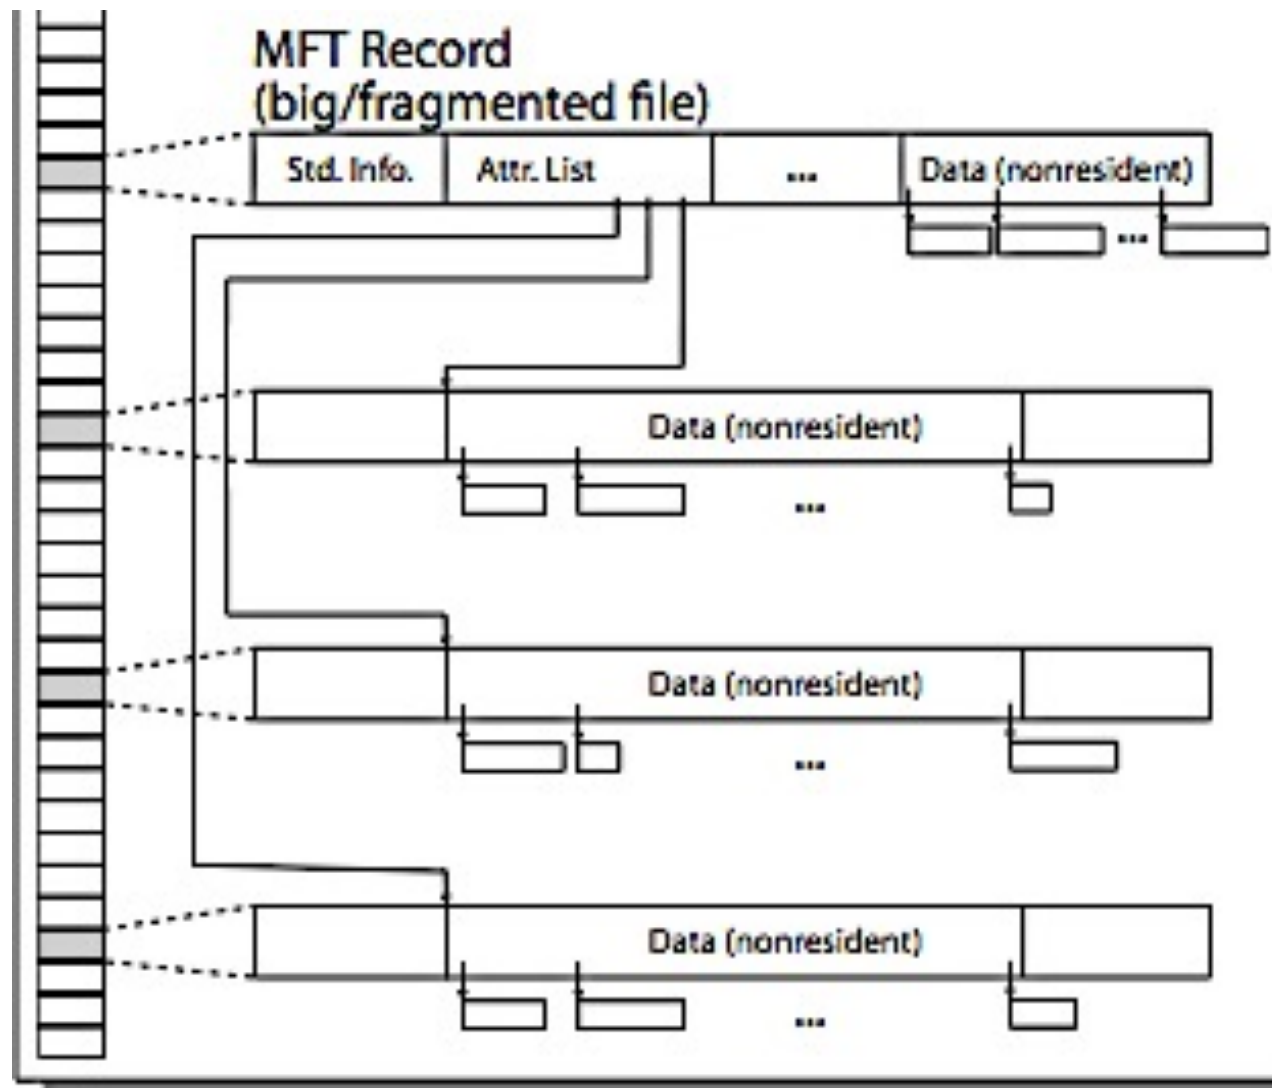 MFT Record
(big/fragmented file)
Std. Info. Attr. List ... Data (nonresident)
...
Data (nonresident)
...
Data (nonresident)
...
Data (nonresident)
...